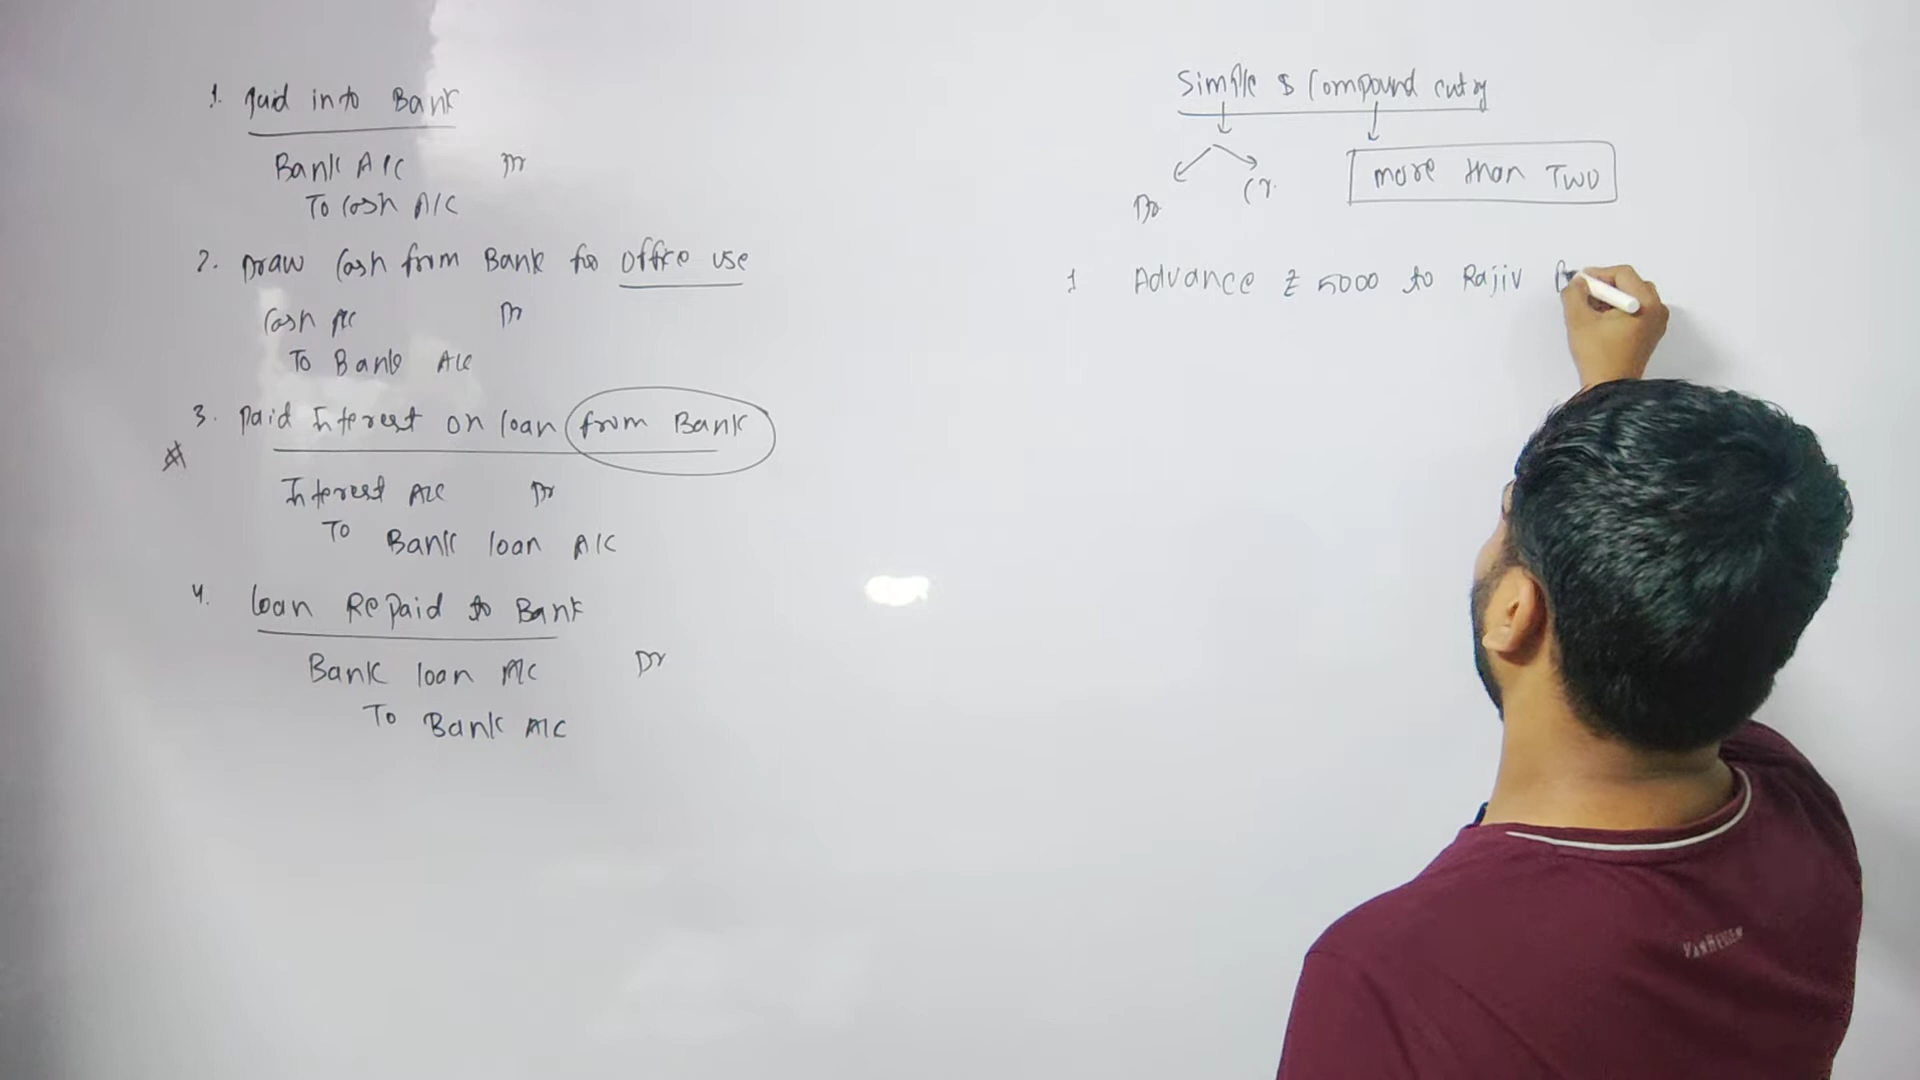 1. paid into Bank
Bank A/C Dr
To Cash A/C
2. Draw Cash from Bank for office use
Cash A/C Dr
To Bank A/C
3. paid Interest on loan from Bank
Interest A/C Dr
To Bank loan A/C
4. loan Repaid to Bank
Bank loan A/C Dr
To Bank A/C
Simple & Compound entry
Dr Cr.
more than Two
1 Advance ₹ 5000 to Rajiv
VAN HEUSEN